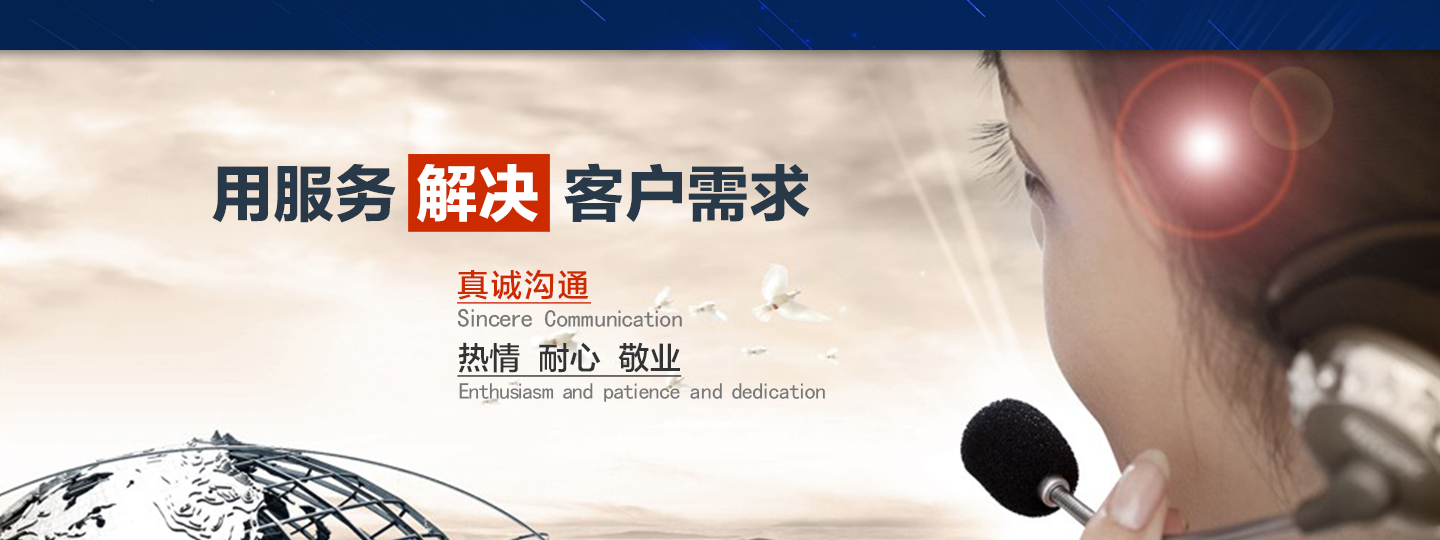 用服务 解决 客户需求
真诚沟通
Sincere Communication
热情 耐心 敬业
Enthusiasm and patience and dedication